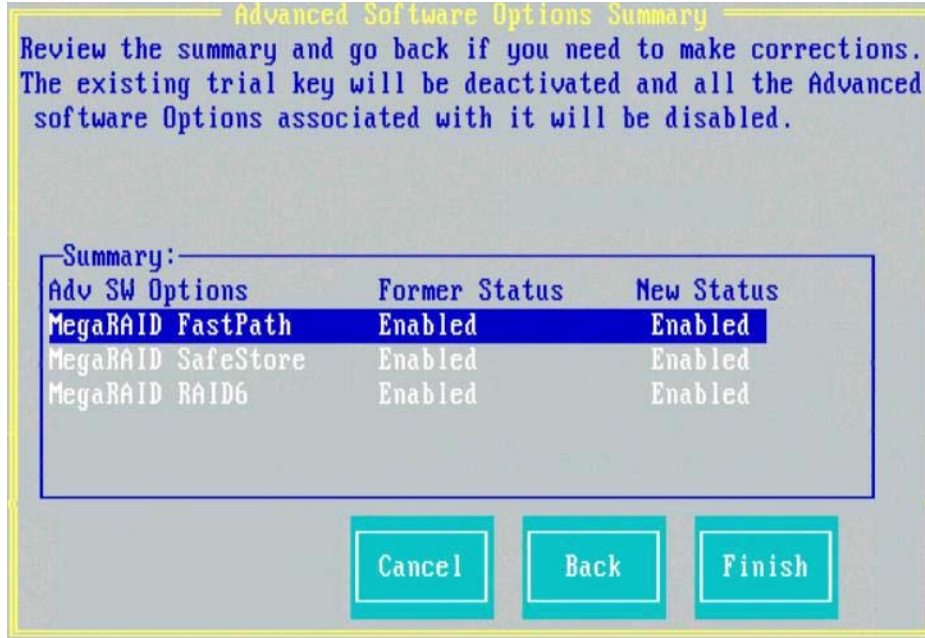 Advanced Software Options Summary
Review the summary and go back if you need to make corrections.
The existing trial key will be deactivated and all the Advanced
software Options associated with it will be disabled.
Summary:
Adv SW Options Former Status New Status
MegaRAID FastPath Enabled Enabled
MegaRAID SafeStore Enabled Enabled
MegaRAID RAID6 Enabled Enabled
Cancel Back Finish